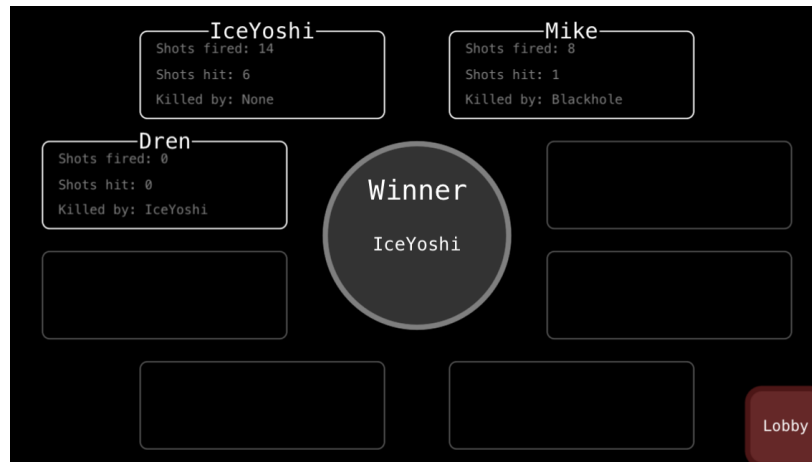 IceYoshi
Shots fired: 14
Shots hit: 6
Killed by: None
Mike
Shots fired: 8
Shots hit: 1
Killed by: Blackhole
Dren
Shots fired: 0
Shots hit: 0
Killed by: IceYoshi
Winner
IceYoshi
Lobby